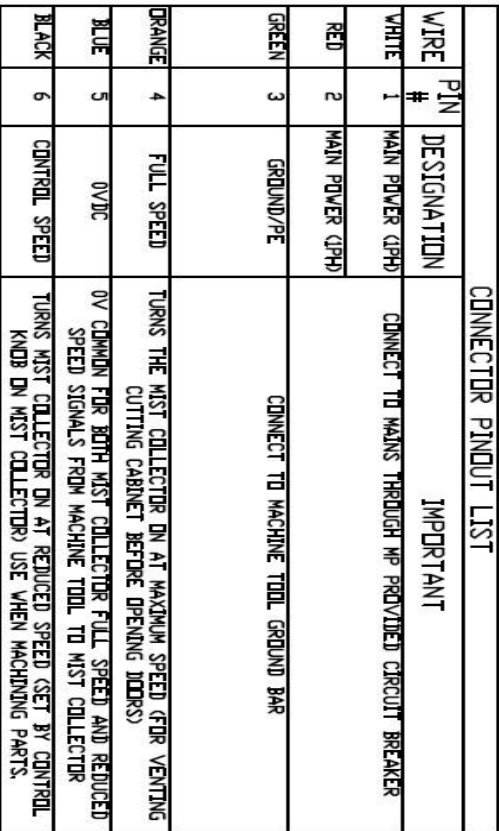 CONNECTOR PINOUT LIST
WIRE PIN # DESIGNATION IMPORTANT
WHITE 1 MAIN POWER (1PH) CONNECT TO MAINS THROUGH MP PROVIDED CIRCUIT BREAKER
RED 2 MAIN POWER (1PH)
GREEN 3 GROUND/PE CONNECT TO MACHINE TOOL GROUND BAR
ORANGE 4 FULL SPEED TURNS THE MIST COLLECTOR ON AT MAXIMUM SPEED (FOR VENTING
CUTTING CABINET BEFORE OPENING DOORS)
BLUE 5 0VDC 0V COMMON FOR BOTH MIST COLLECTOR FULL SPEED AND REDUCED
SPEED SIGNALS FROM MACHINE TOOL TO MIST COLLECTOR
BLACK 6 CONTROL SPEED TURNS MIST COLLECTOR ON AT REDUCED SPEED (SET BY CONTROL
KNOB ON MIST COLLECTOR) USE WHEN MACHINING PARTS.